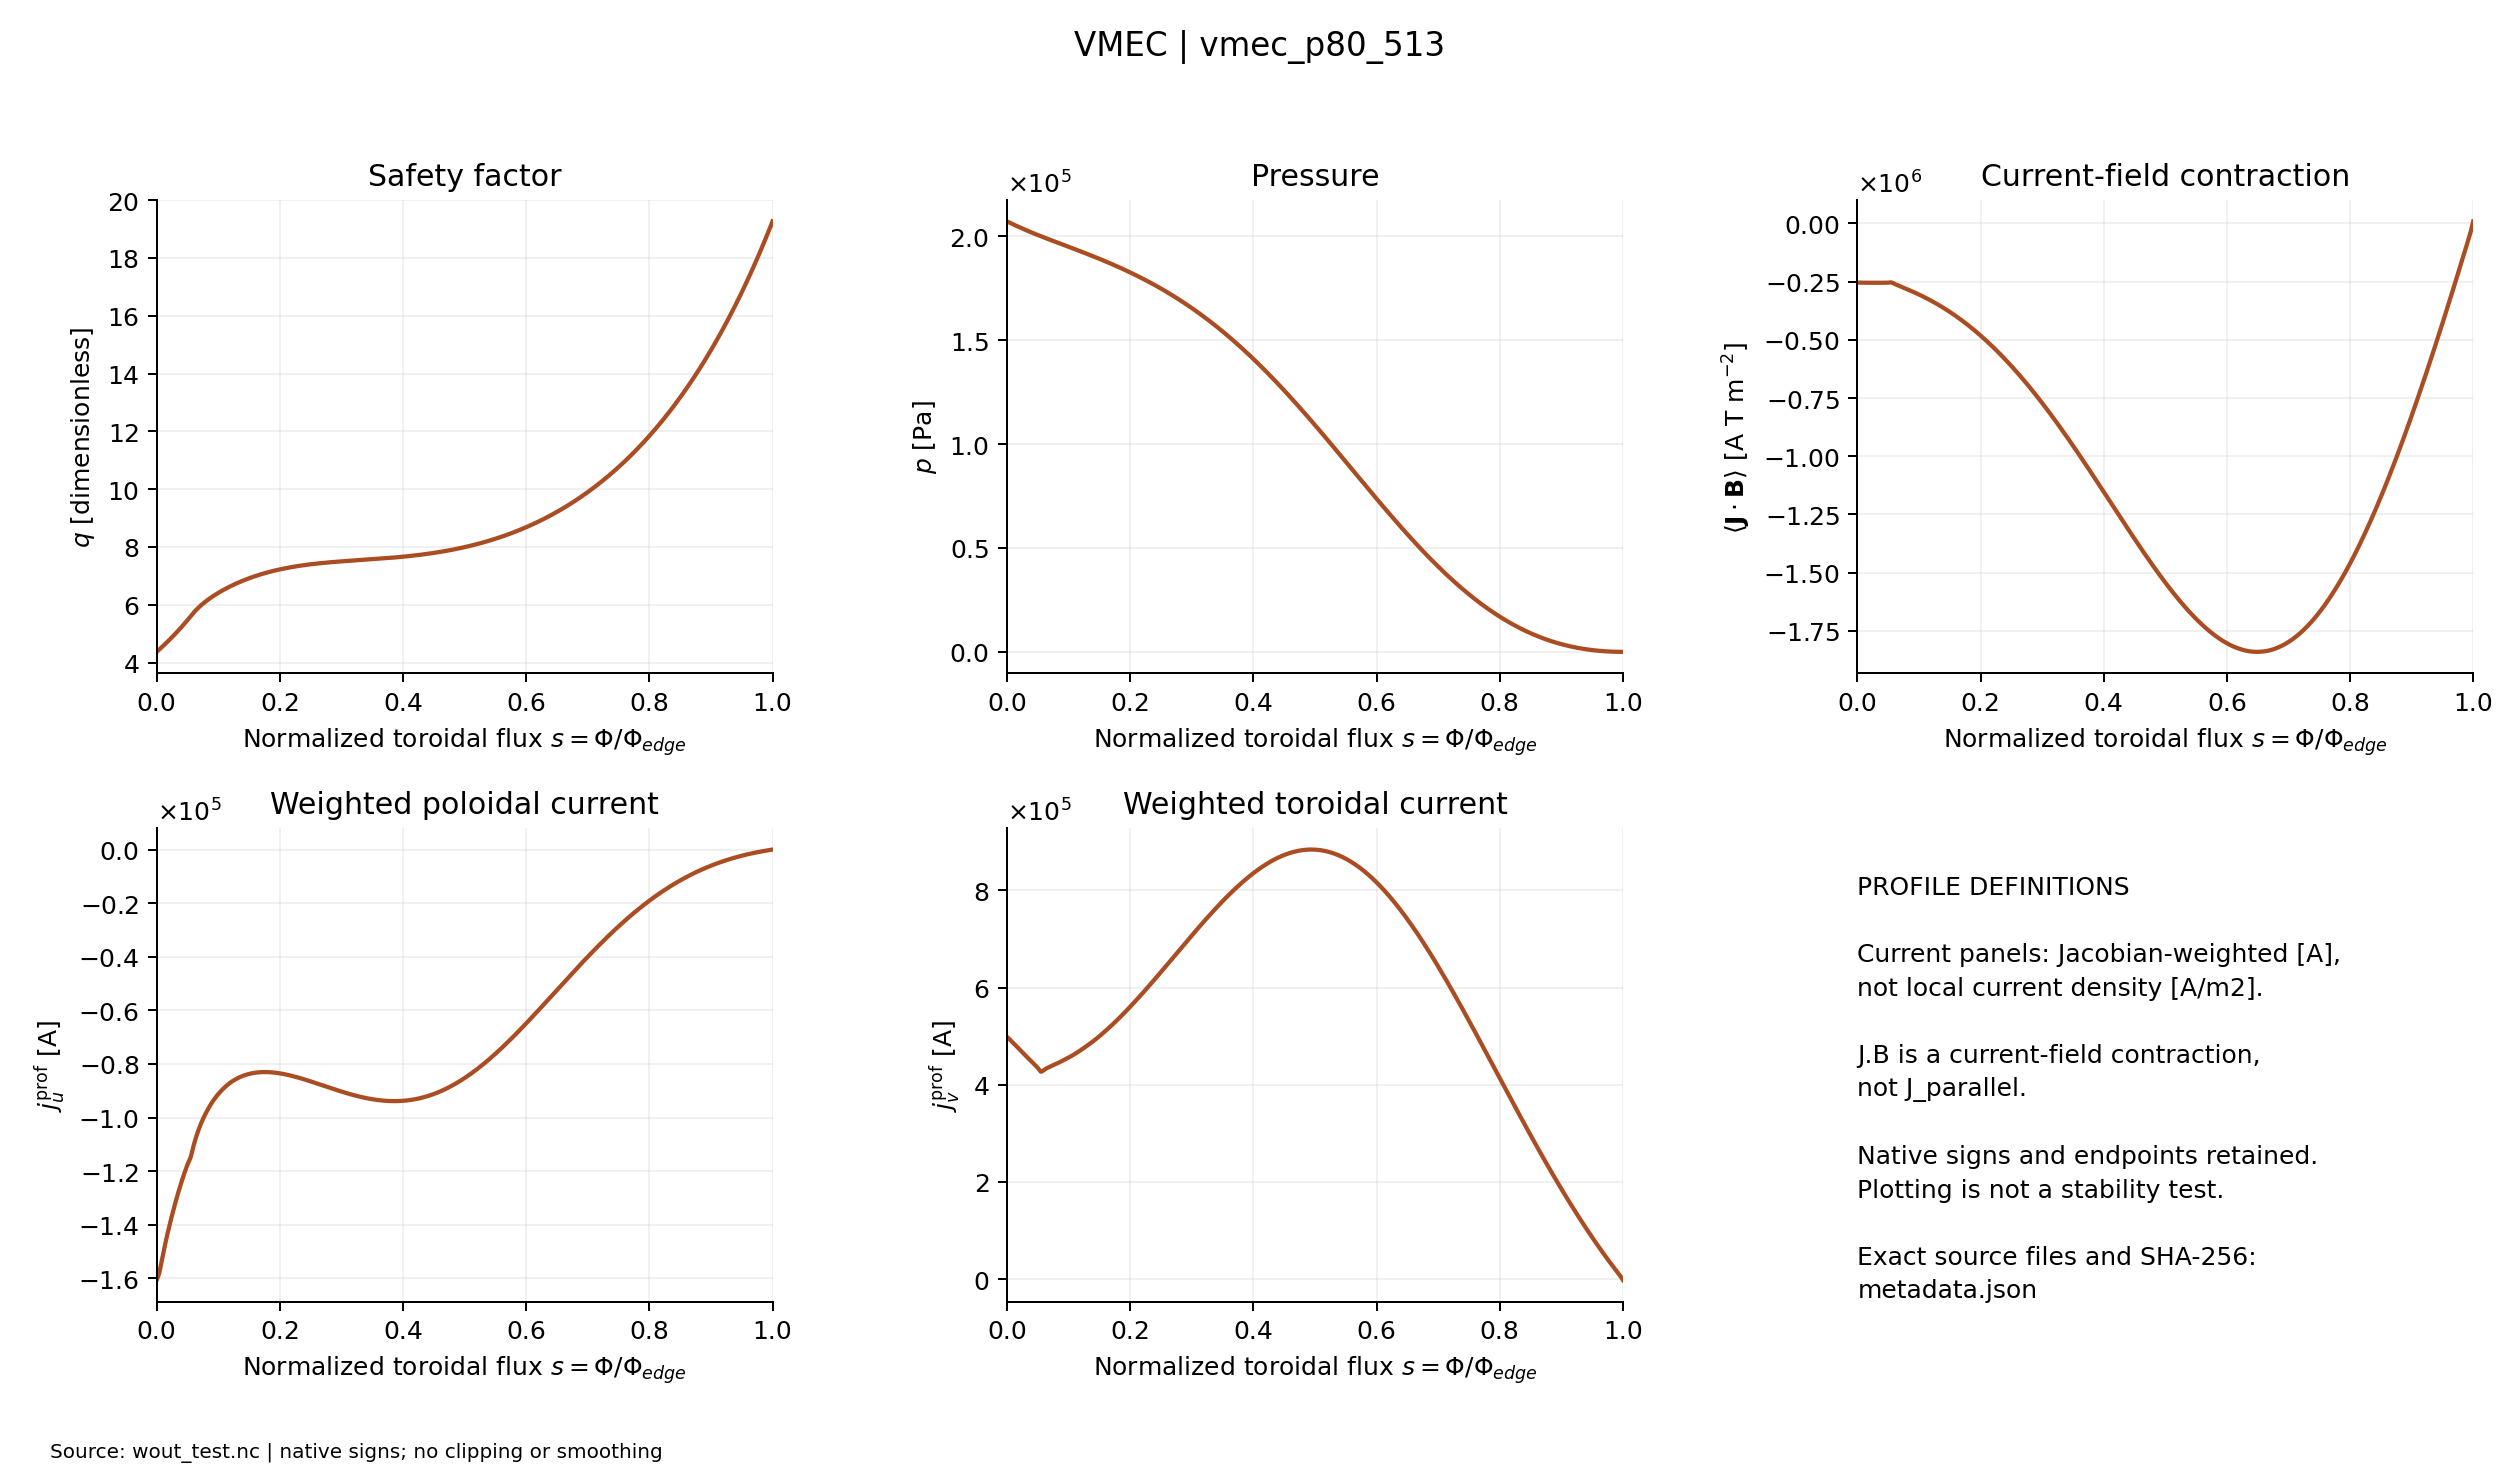 VMEC | vmec_p80_513
Safety factor
20
18
16
14
12
10
8
6
4
q [dimensionless]
0.0 0.2 0.4 0.6 0.8 1.0
Normalized toroidal flux s = Φ/Φ_edge
Pressure
×10⁵
2.0
1.5
1.0
0.5
0.0
p [Pa]
0.0 0.2 0.4 0.6 0.8 1.0
Normalized toroidal flux s = Φ/Φ_edge
Current-field contraction
×10⁶
0.00
−0.25
−0.50
−0.75
−1.00
−1.25
−1.50
−1.75
⟨J · B⟩ [A T m⁻²]
0.0 0.2 0.4 0.6 0.8 1.0
Normalized toroidal flux s = Φ/Φ_edge
Weighted poloidal current
×10⁵
0.0
−0.2
−0.4
−0.6
−0.8
−1.0
−1.2
−1.4
−1.6
j_u^prof [A]
0.0 0.2 0.4 0.6 0.8 1.0
Normalized toroidal flux s = Φ/Φ_edge
Weighted toroidal current
×10⁵
8
6
4
2
0
j_v^prof [A]
0.0 0.2 0.4 0.6 0.8 1.0
Normalized toroidal flux s = Φ/Φ_edge
PROFILE DEFINITIONS
Current panels: Jacobian-weighted [A],
not local current density [A/m2].
J.B is a current-field contraction,
not J_parallel.
Native signs and endpoints retained.
Plotting is not a stability test.
Exact source files and SHA-256:
metadata.json
Source: wout_test.nc | native signs; no clipping or smoothing